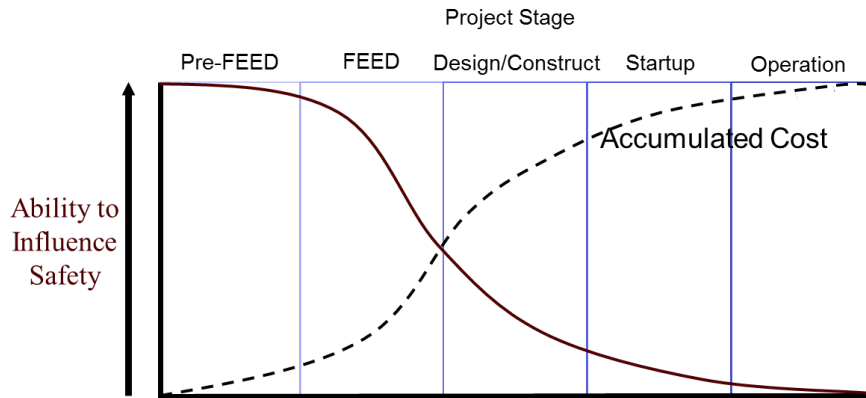 Project Stage
Pre-FEED
FEED
Design/Construct
Startup
Operation
Accumulated Cost
Ability to
Influence
Safety